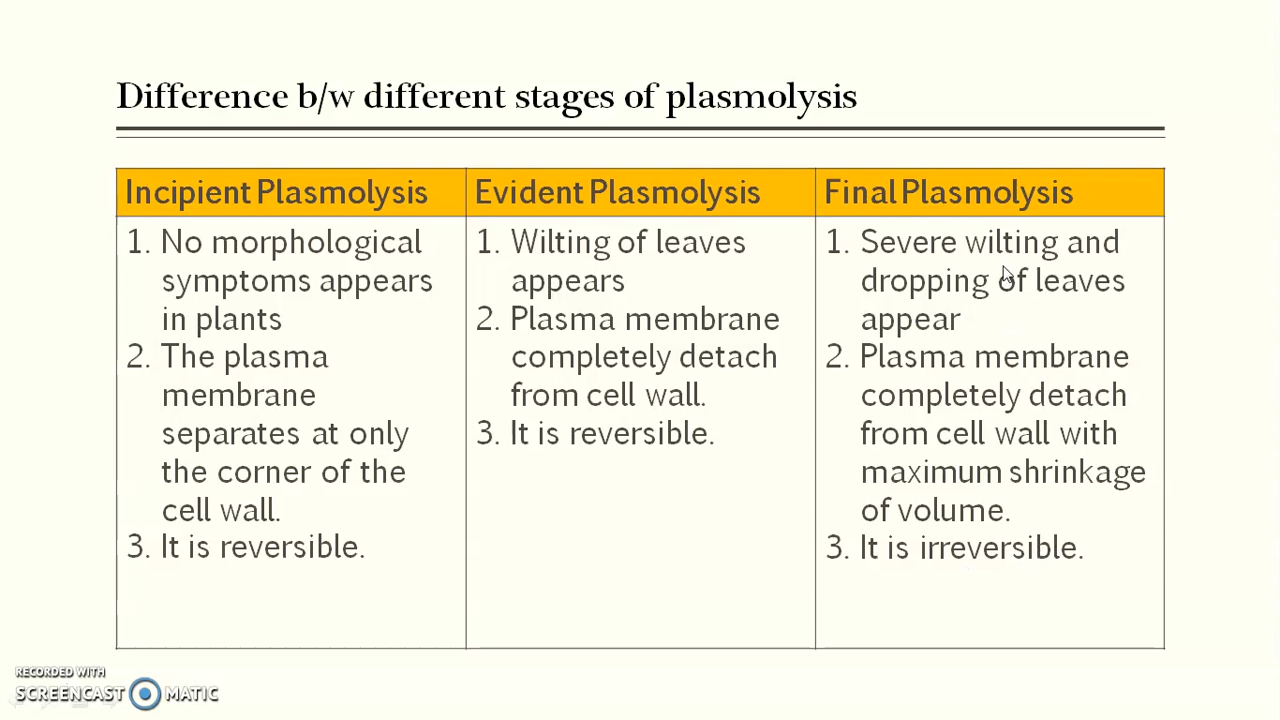 Difference b/w different stages of plasmolysis
Incipient Plasmolysis
1. No morphological
symptoms appears
in plants
2. The plasma
membrane
separates at only
the corner of the
cell wall.
3. It is reversible.
Evident Plasmolysis
1. Wilting of leaves
appears
2. Plasma membrane
completely detach
from cell wall.
3. It is reversible.
Final Plasmolysis
1. Severe wilting and
dropping of leaves
appear
2. Plasma membrane
completely detach
from cell wall with
maximum shrinkage
of volume.
3. It is irreversible.
RECORDED WITH
SCREENCAST MATIC